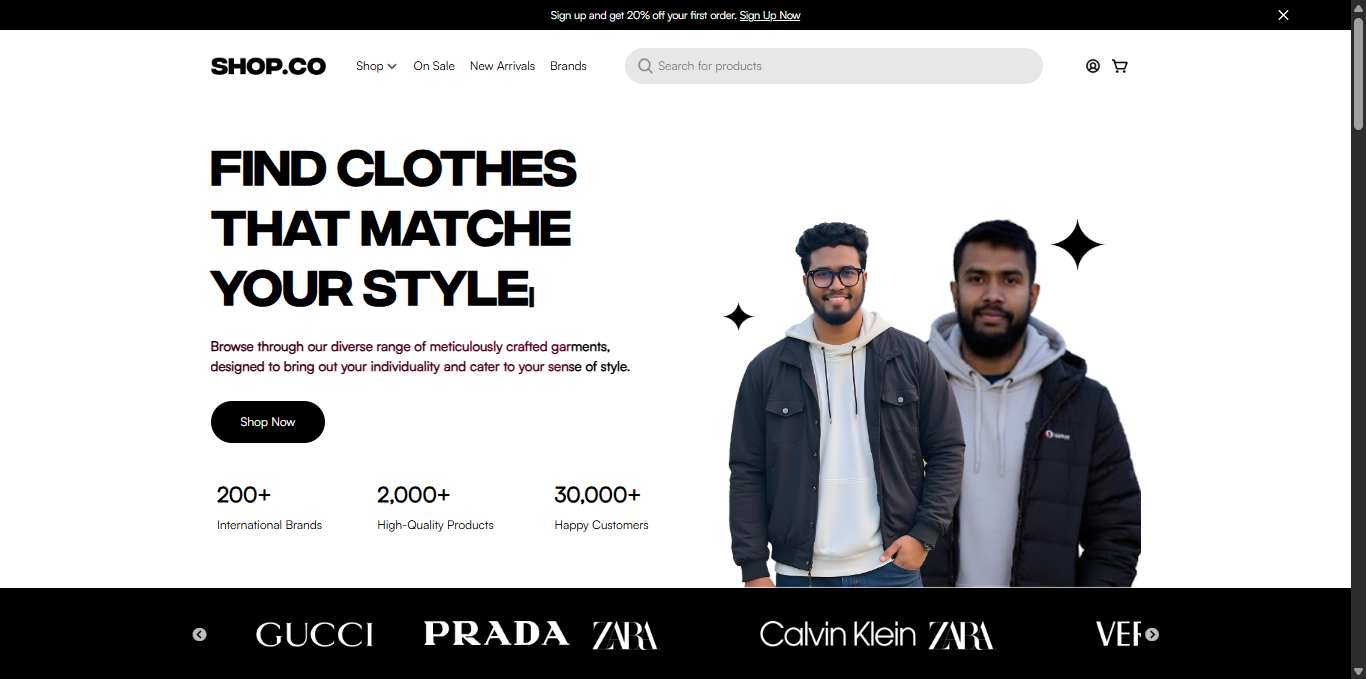 Sign up and get 20% off your first order. Sign Up Now
SHOP.CO
Shop
On Sale
New Arrivals
Brands
Search for products
FIND CLOTHES
THAT MATCHE
YOUR STYLE
Browse through our diverse range of meticulously crafted garments,
designed to bring out your individuality and cater to your sense of style.
Shop Now
200+
International Brands
2,000+
High-Quality Products
30,000+
Happy Customers
GUCCI
PRADA
ZARA
Calvin Klein
ZARA